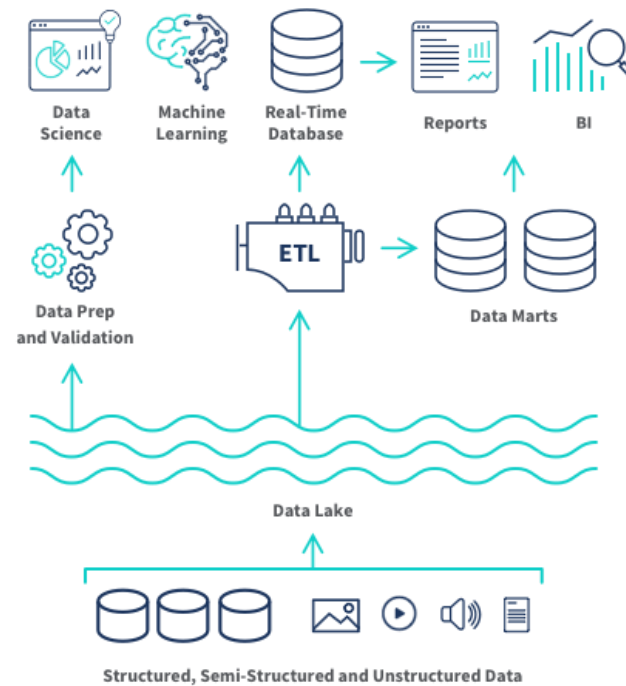 Data
Science
Machine
Learning
Real-Time
Database
Reports
BI
ETL
Data Prep
and Validation
Data Marts
Data Lake
Structured, Semi-Structured and Unstructured Data